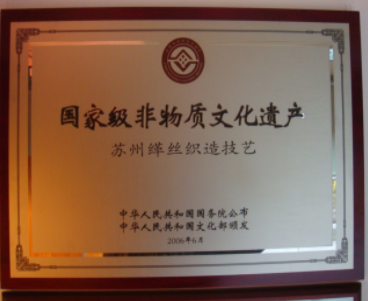 国家级非物质文化遗产
苏州缂丝织造技艺
中华人民共和国国务院公布
中华人民共和国文化部颁发
2006年6月